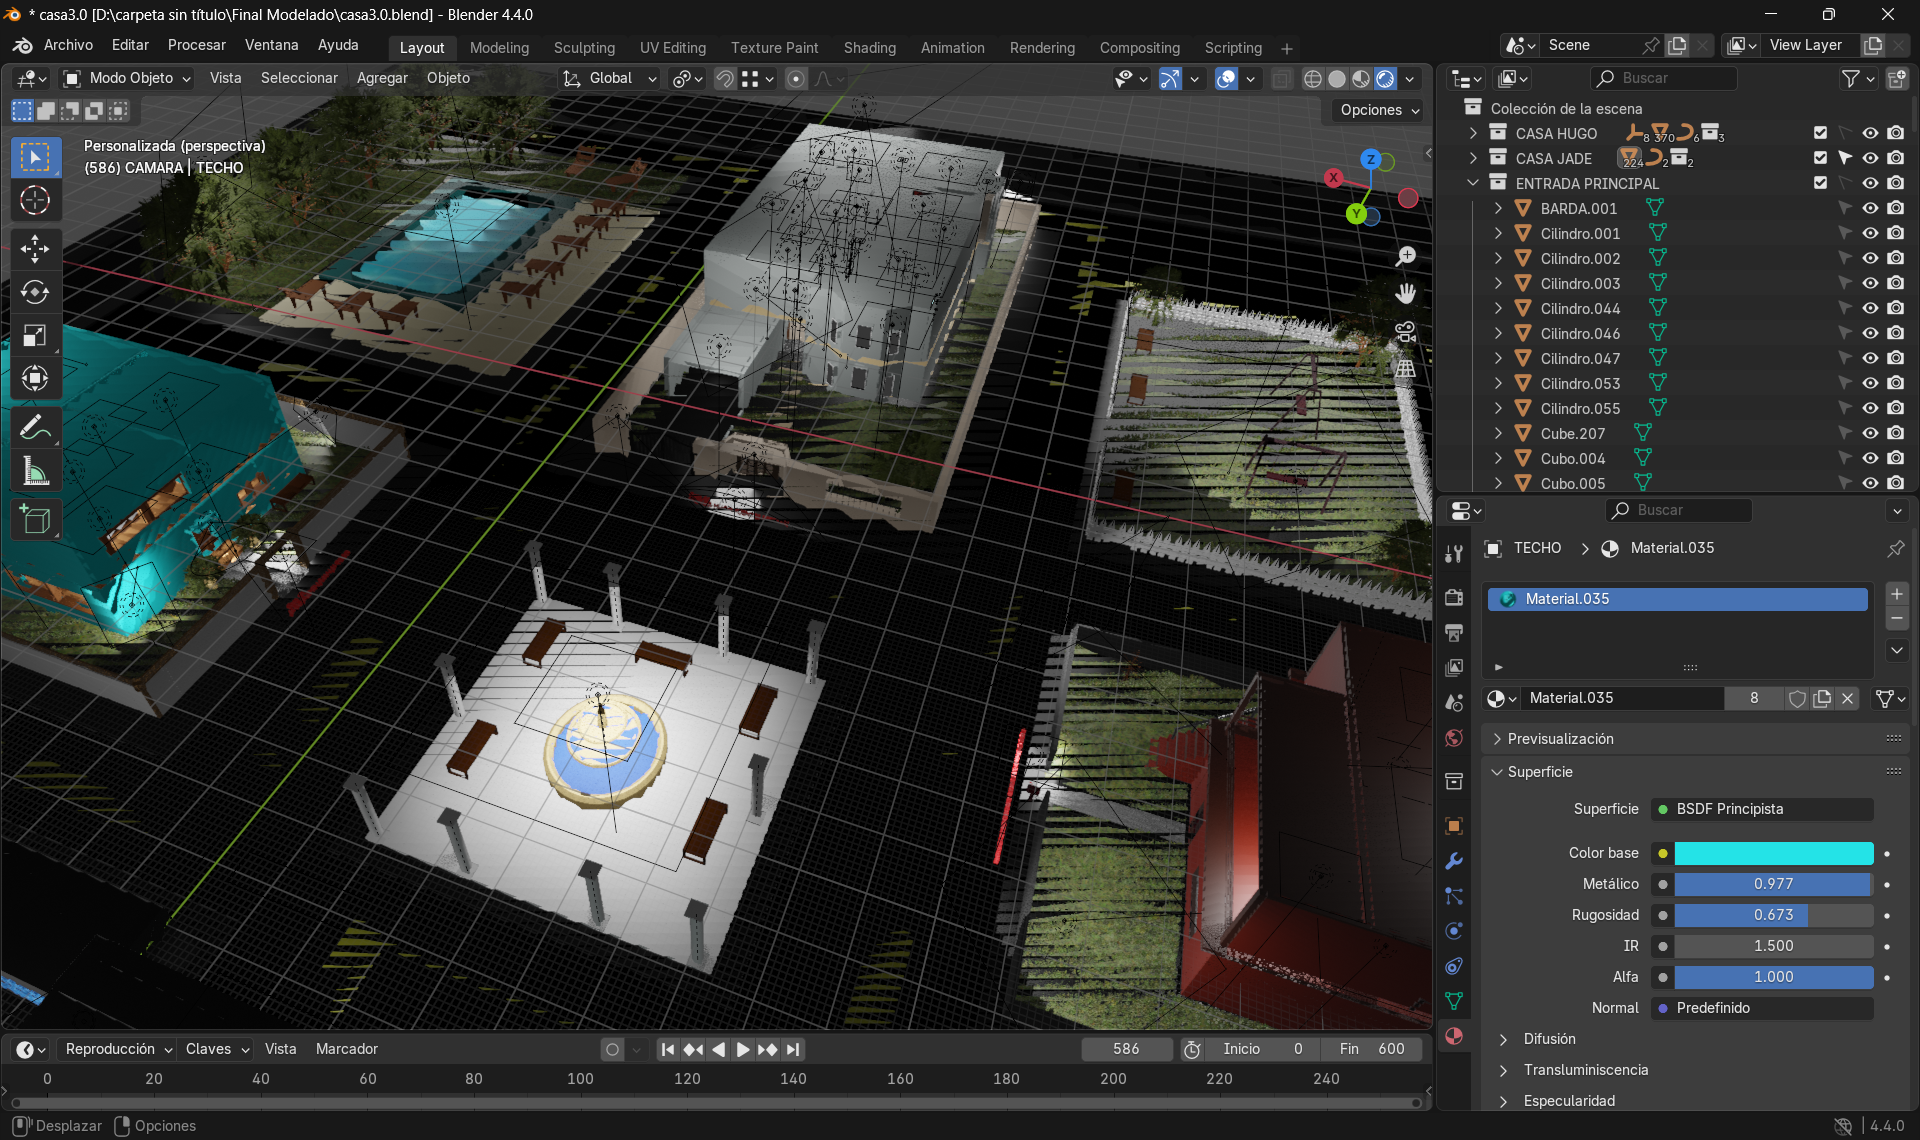 * casa3.0 [D:\carpeta sin título\Final Modelado\casa3.0.blend] - Blender 4.4.0
Archivo Editar Procesar Ventana Ayuda Layout Modeling Sculpting UV Editing Texture Paint Shading Animation Rendering Compositing Scripting Scene View Layer
Modo Objeto Vista Seleccionar Agregar Objeto Global
Opciones
Personalizada (perspectiva)
(586) CAMARA | TECHO
Z
X
Y
Buscar
Colección de la escena
CASA HUGO 8 370 6 3
CASA JADE 224 2 2
ENTRADA PRINCIPAL
BARDA.001
Cilindro.001
Cilindro.002
Cilindro.003
Cilindro.044
Cilindro.046
Cilindro.047
Cilindro.053
Cilindro.055
Cube.207
Cubo.004
Cubo.005
Buscar
TECHO Material.035
Material.035
Material.035 8
Previsualización
Superficie
Superficie BSDF Principista
Color base
Metálico 0.977
Rugosidad 0.673
IR 1.500
Alfa 1.000
Normal Predefinido
Difusión
Transluminiscencia
Especularidad
Reproducción Claves Vista Marcador 586 Inicio 0 Fin 600
0 20 40 60 80 100 120 140 160 180 200 220 240
Desplazar Opciones 4.4.0